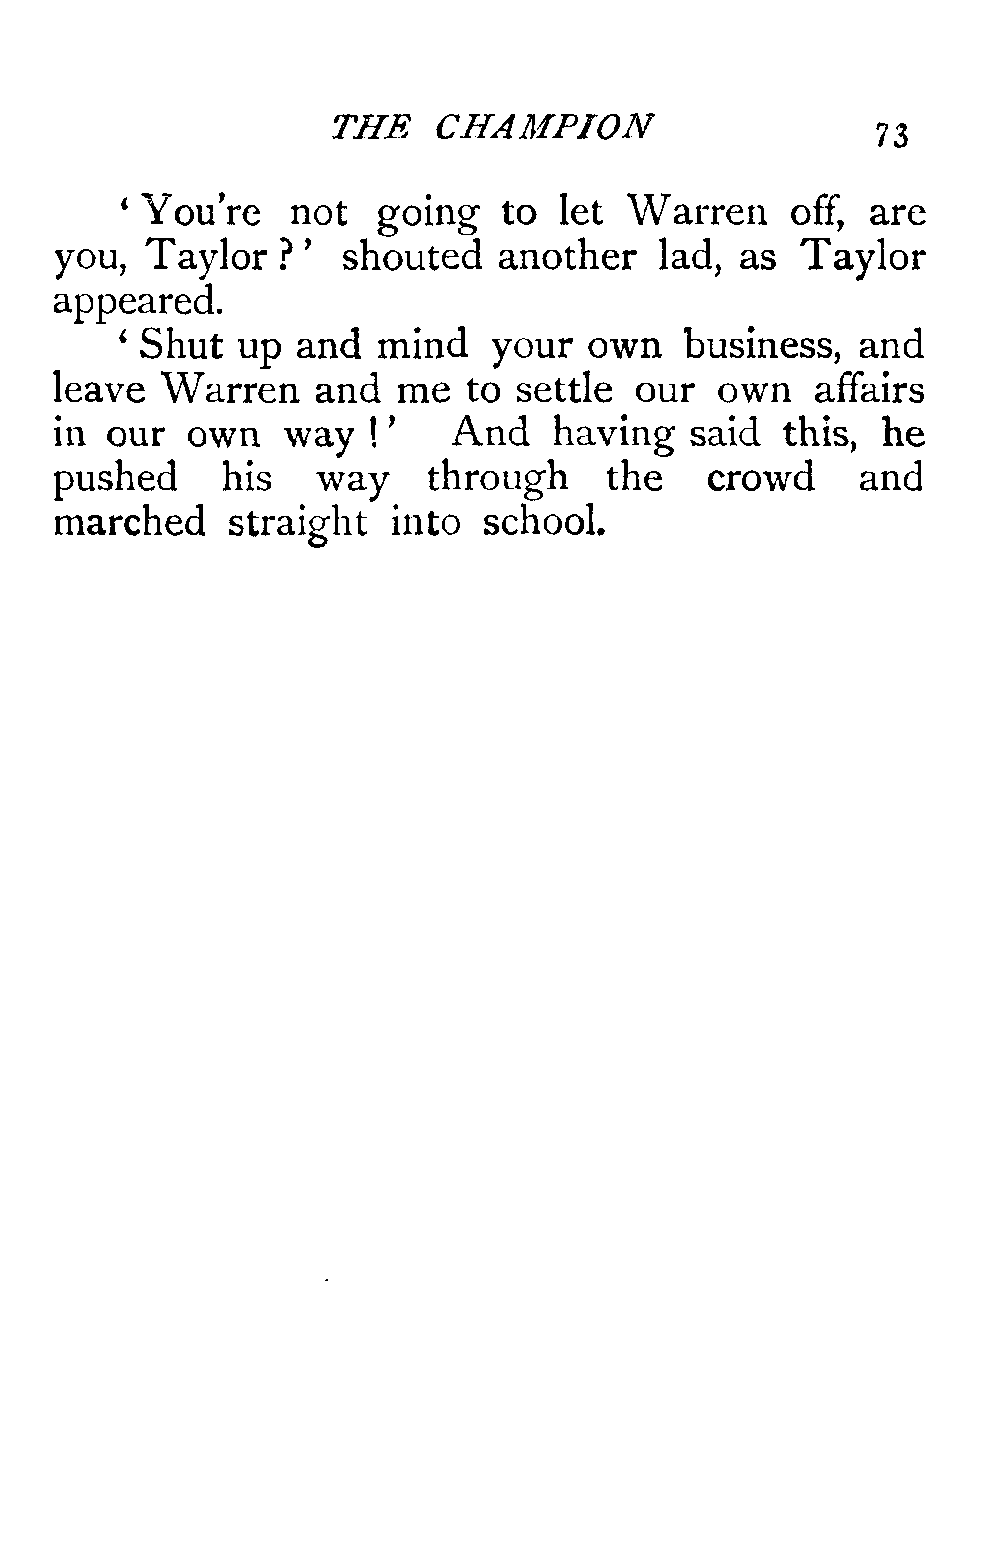 THE CHAMPION 73
‘ You're not going to let Warren off, are
you, Taylor ? ’ shouted another lad, as Taylor
appeared.
‘ Shut up and mind your own business, and
leave Warren and me to settle our own affairs
in our own way ! ’ And having said this, he
pushed his way through the crowd and
marched straight into school.